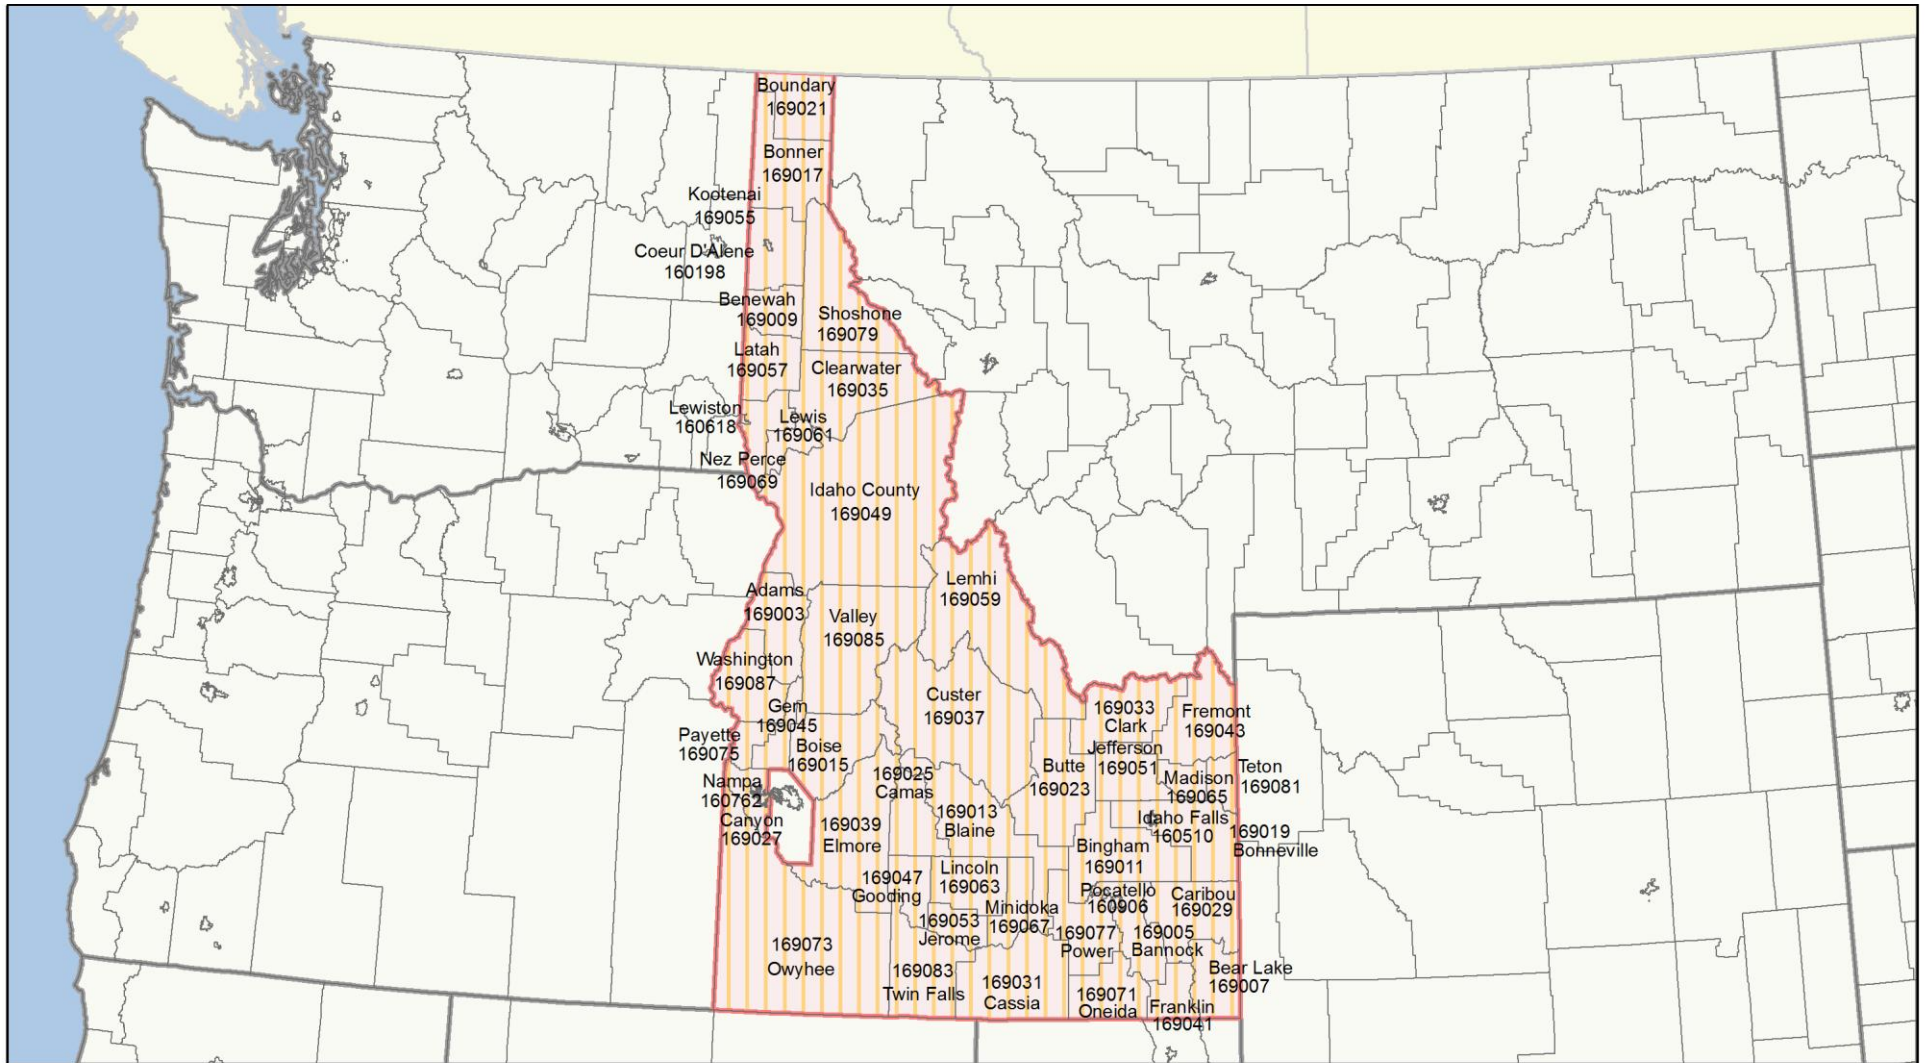 Boundary
169021
Bonner
169017
Kootenai
169055
Coeur D'Alene
160198
Benewah
169009
Shoshone
169079
Latah
169057
Clearwater
169035
Lewiston
160618
Lewis
169061
Nez Perce
169069
Idaho County
169049
Adams
169003
Lemhi
169059
Valley
169085
Washington
169087
Custer
169037
Gem
169045
169033
Clark
Fremont
169043
Payette
169075
Boise
169015
Jefferson
169051
169025
Camas
Butte
169023
Madison
169065
Teton
169081
Nampa
160762
Canyon
169027
169039
Elmore
169013
Blaine
Idaho Falls
160510
169019
Bonneville
Bingham
169011
169047
Gooding
Lincoln
169063
Pocatello
160906
Caribou
169029
Minidoka
169067
169053
Jerome
169077
Power
169005
Bannock
169073
Owyhee
169083
Twin Falls
169031
Cassia
Bear Lake
169007
169071
Oneida
Franklin
169041